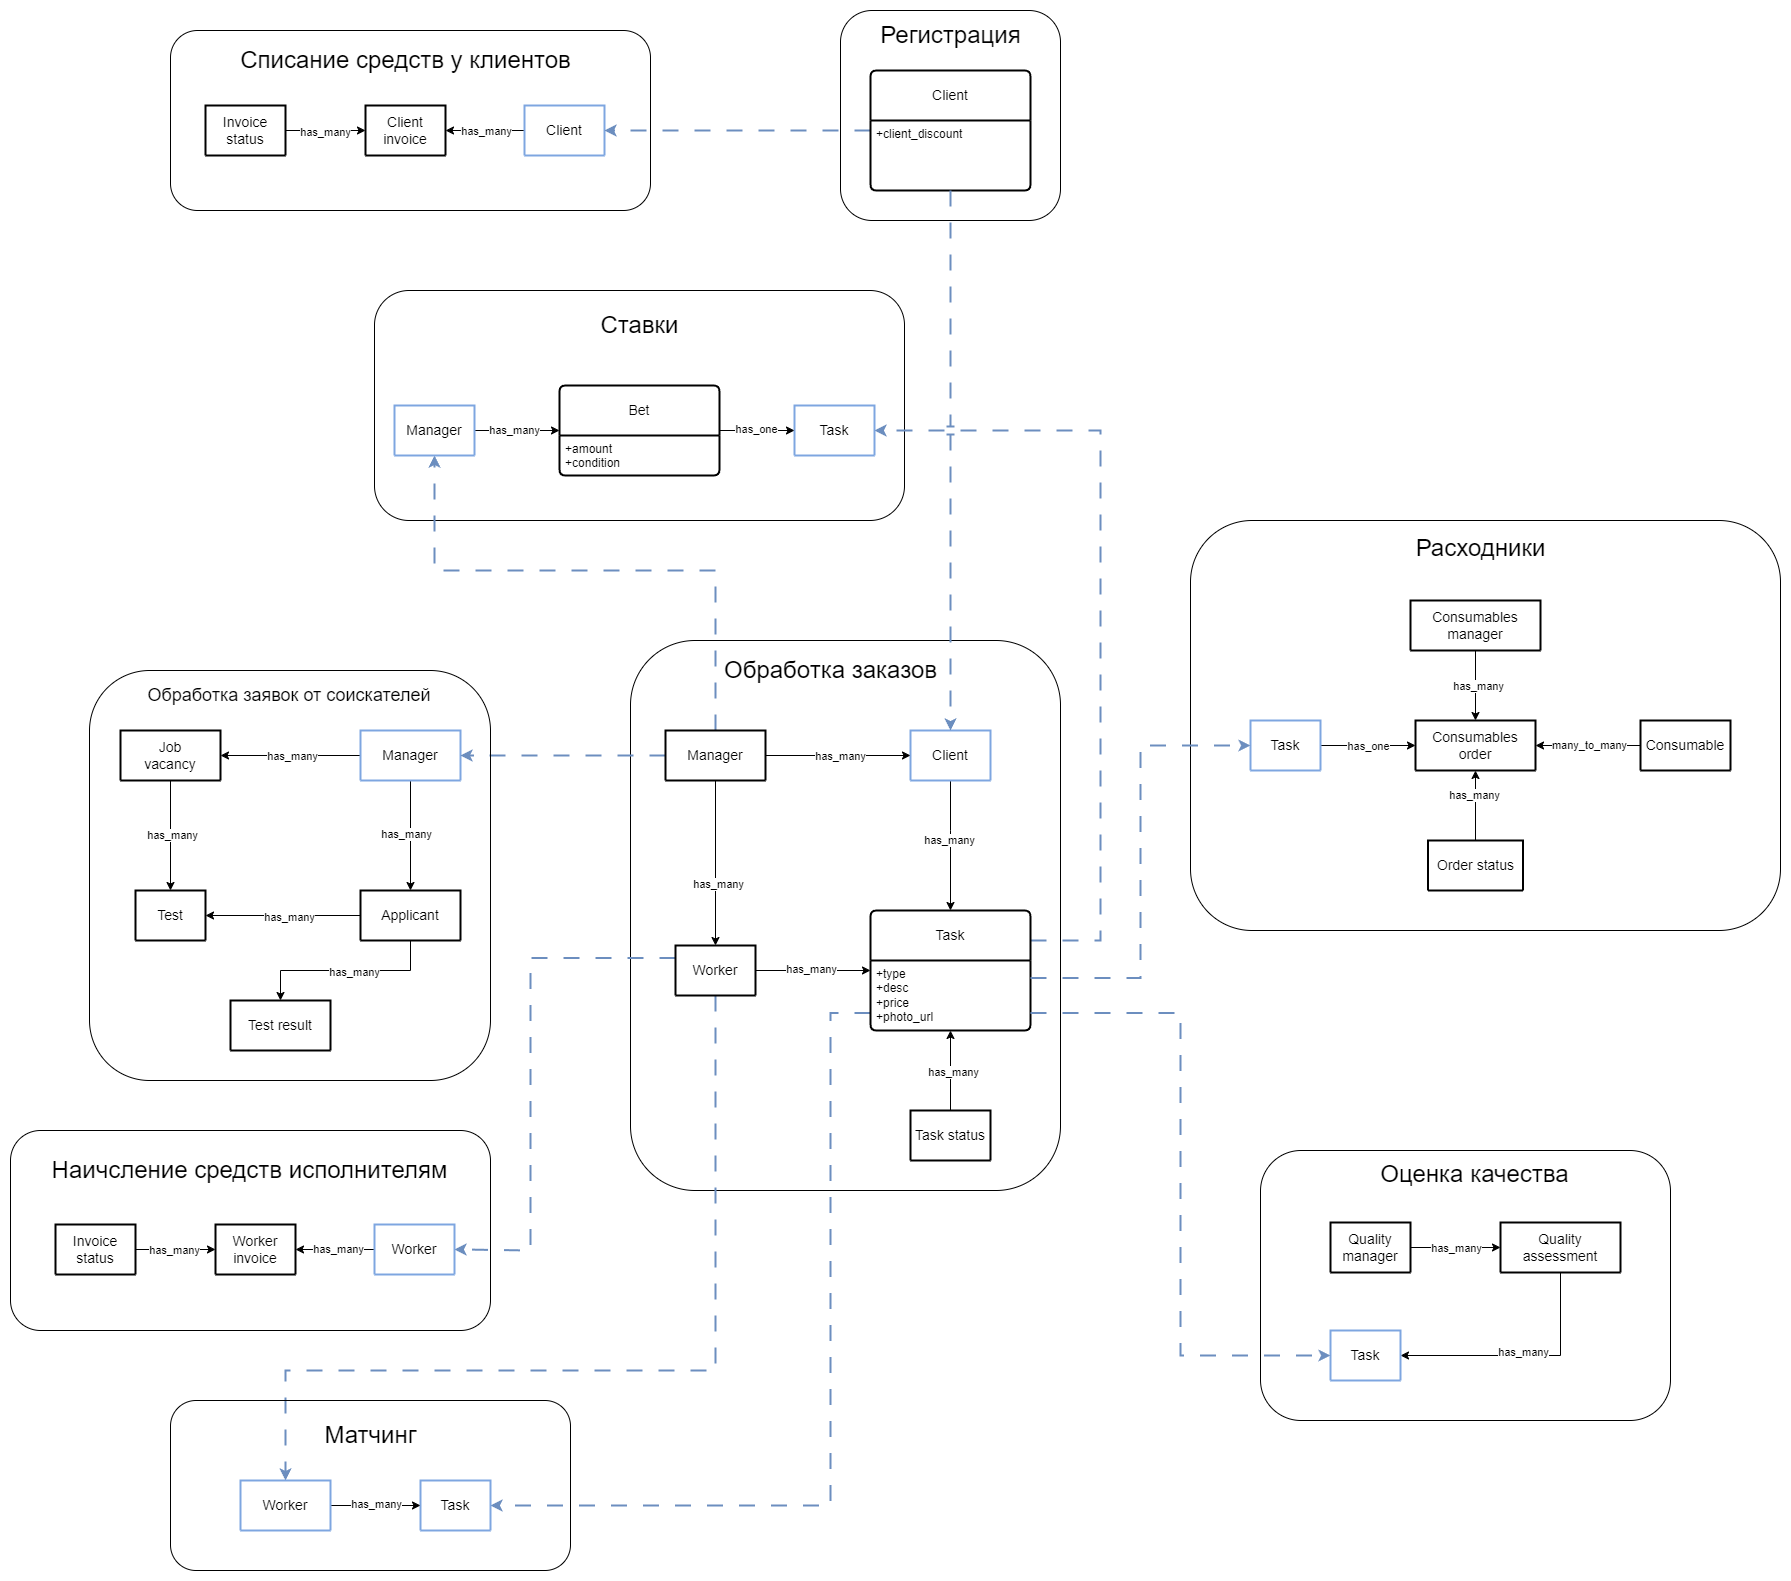 Регистрация
Client
+client_discount
Списание средств у клиентов
Invoice
status
has_many
Client
invoice
has_many
Client
Ставки
Manager
has_many
Bet
+amount
+condition
has_one
Task
Расходники
Consumables
manager
has_many
Task
has_one
Consumables
order
many_to_many
Consumable
has_many
Order status
Обработка заказов
Manager
has_many
Client
has_many
has_many
Worker
has_many
Task
+type
+desc
+price
+photo_url
has_many
Task status
Обработка заявок от соискателей
Job
vacancy
has_many
Manager
has_many
has_many
Test
has_many
Applicant
has_many
Test result
Наичсление средств исполнителям
Invoice
status
has_many
Worker
invoice
has_many
Worker
Оценка качества
Quality
manager
has_many
Quality
assessment
Task
has_many
Матчинг
Worker
has_many
Task